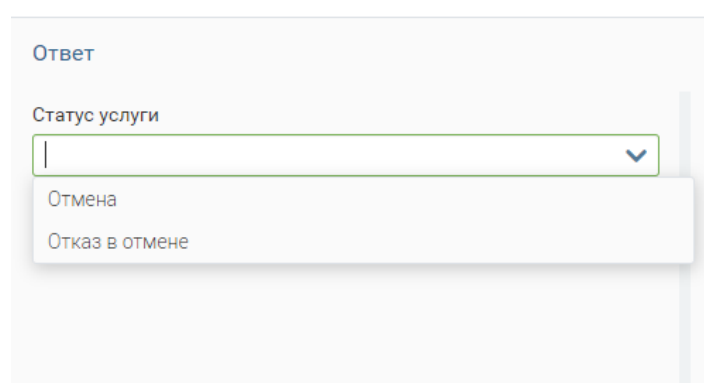 Ответ
Статус услуги
Отмена
Отказ в отмене